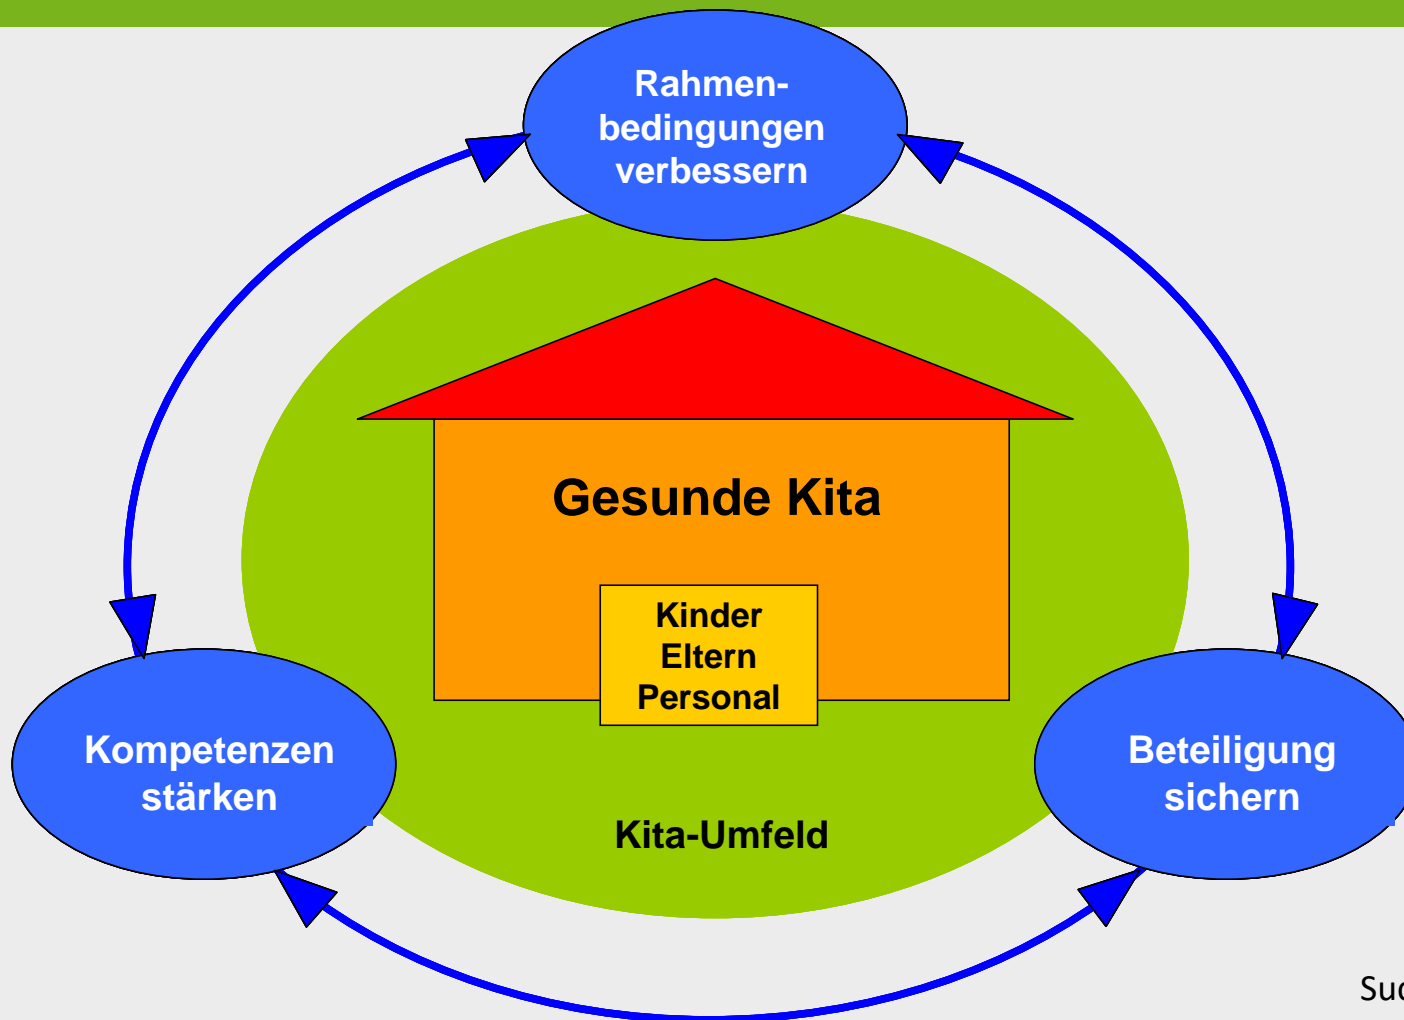 Rahmen-
bedingungen
verbessern
Gesunde Kita
Kinder
Eltern
Personal
Kompetenzen
stärken
Beteiligung
sichern
Kita-Umfeld